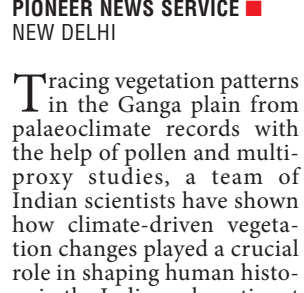 PIONEER NEWS SERVICE
NEW DELHI
Tracing vegetation patterns
in the Ganga plain from
palaeoclimate records with
the help of pollen and multi-
proxy studies, a team of
Indian scientists have shown
how climate-driven vegeta-
tion changes played a crucial
role in shaping human histo-